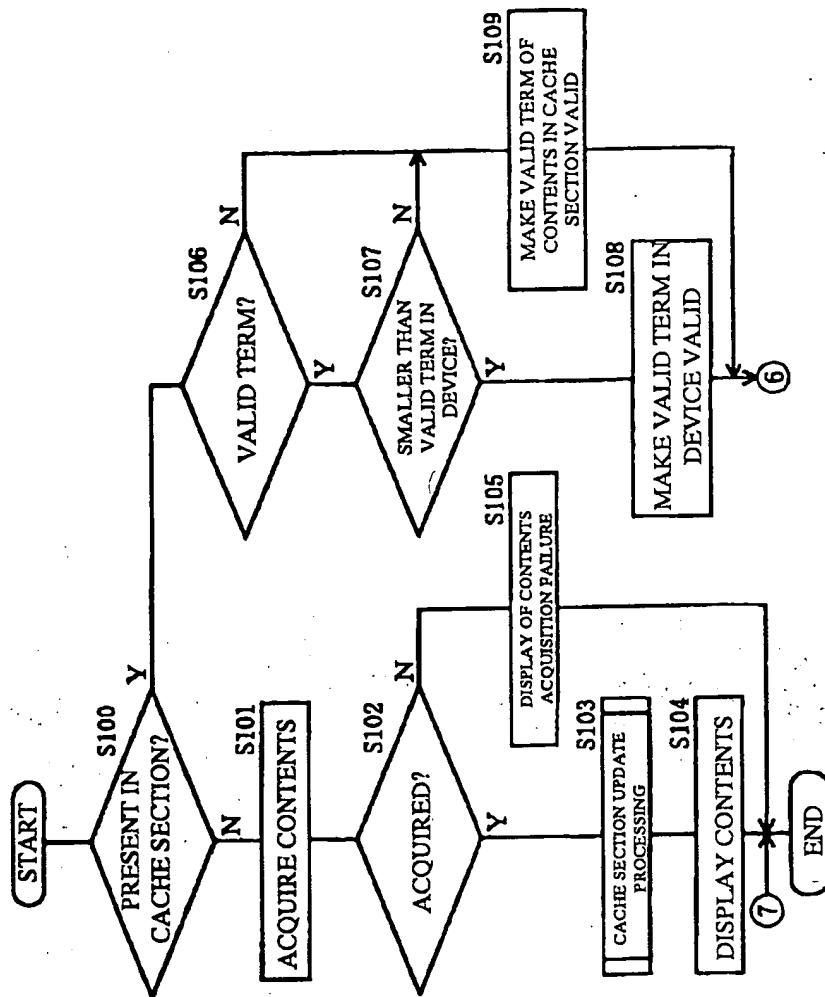 START
S100
PRESENT IN
CACHE SECTION?
Y
N
S101
ACQUIRE CONTENTS
S102
ACQUIRED?
N
Y
S103
CACHE SECTION UPDATE
PROCESSING
S104
DISPLAY CONTENTS
S105
DISPLAY OF CONTENTS
ACQUISITION FAILURE
7
END
S106
VALID TERM?
N
Y
S107
SMALLER THAN
VALID TERM IN
DEVICE?
N
Y
S108
MAKE VALID TERM IN
DEVICE VALID
S109
MAKE VALID TERM OF
CONTENTS IN CACHE
SECTION VALID
6